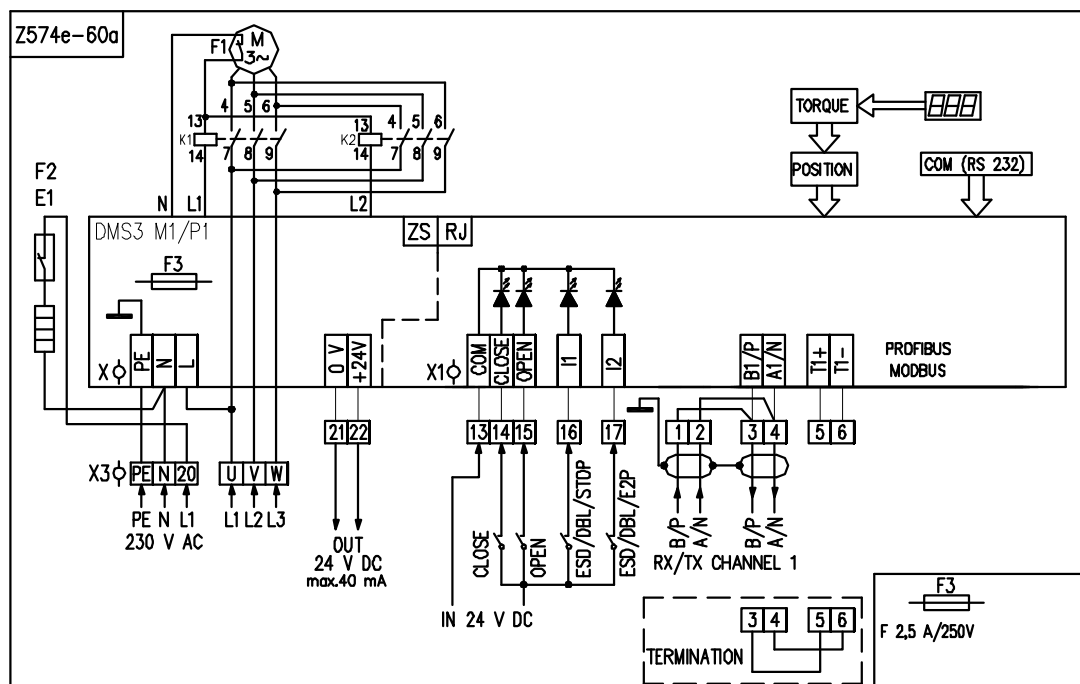 Z574e-60a
F1
M
3~
4 5 6
13
K1
14
7 8 9
13
K2
14
4 5 6
7 8 9
TORQUE
POSITION
COM (RS 232)
F2
E1
N L1
L2
DMS3 M1/P1
ZS RJ
F3
X
PE N L
0 V +24V
X1
COM CLOSE OPEN I1 I2
B1/P A1/N
T1+ T1-
PROFIBUS
MODBUS
21 22
13 14 15 16 17
1 2 3 4 5 6
X3
PE N 20 U V W
PE N L1
230 V AC
L1 L2 L3
OUT
24 V DC
max.40 mA
CLOSE
OPEN
ESD/DBL/STOP
ESD/DBL/E2P
IN 24 V DC
B/P A/N B/P A/N
RX/TX CHANNEL 1
TERMINATION
3 4 5 6
F3
F 2,5 A/250V